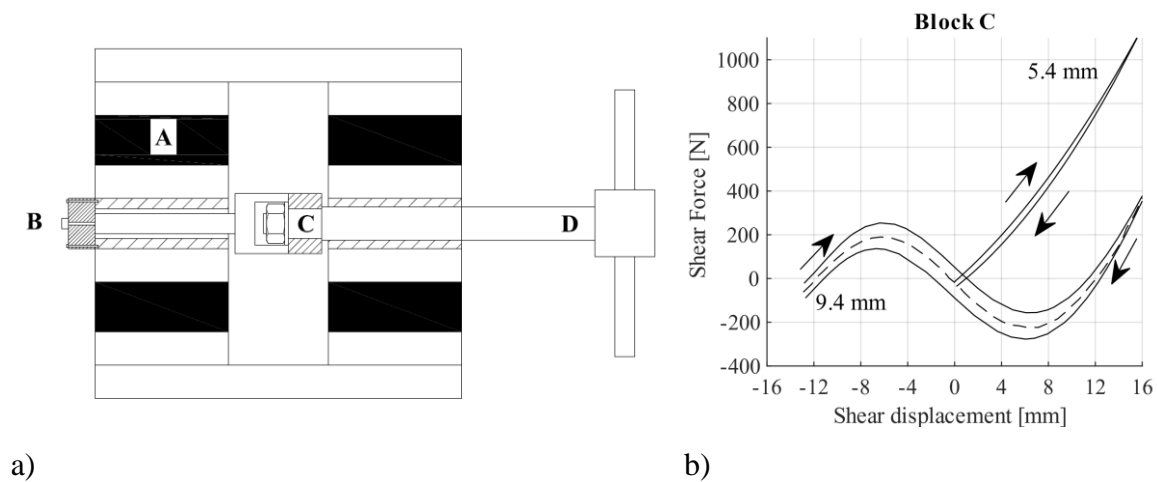 A
B
C
D
a)
Block C
Shear Force [N]
1000
800
600
400
200
0
-200
-400
5.4 mm
9.4 mm
-16 -12 -8 -4 0 4 8 12 16
Shear displacement [mm]
b)